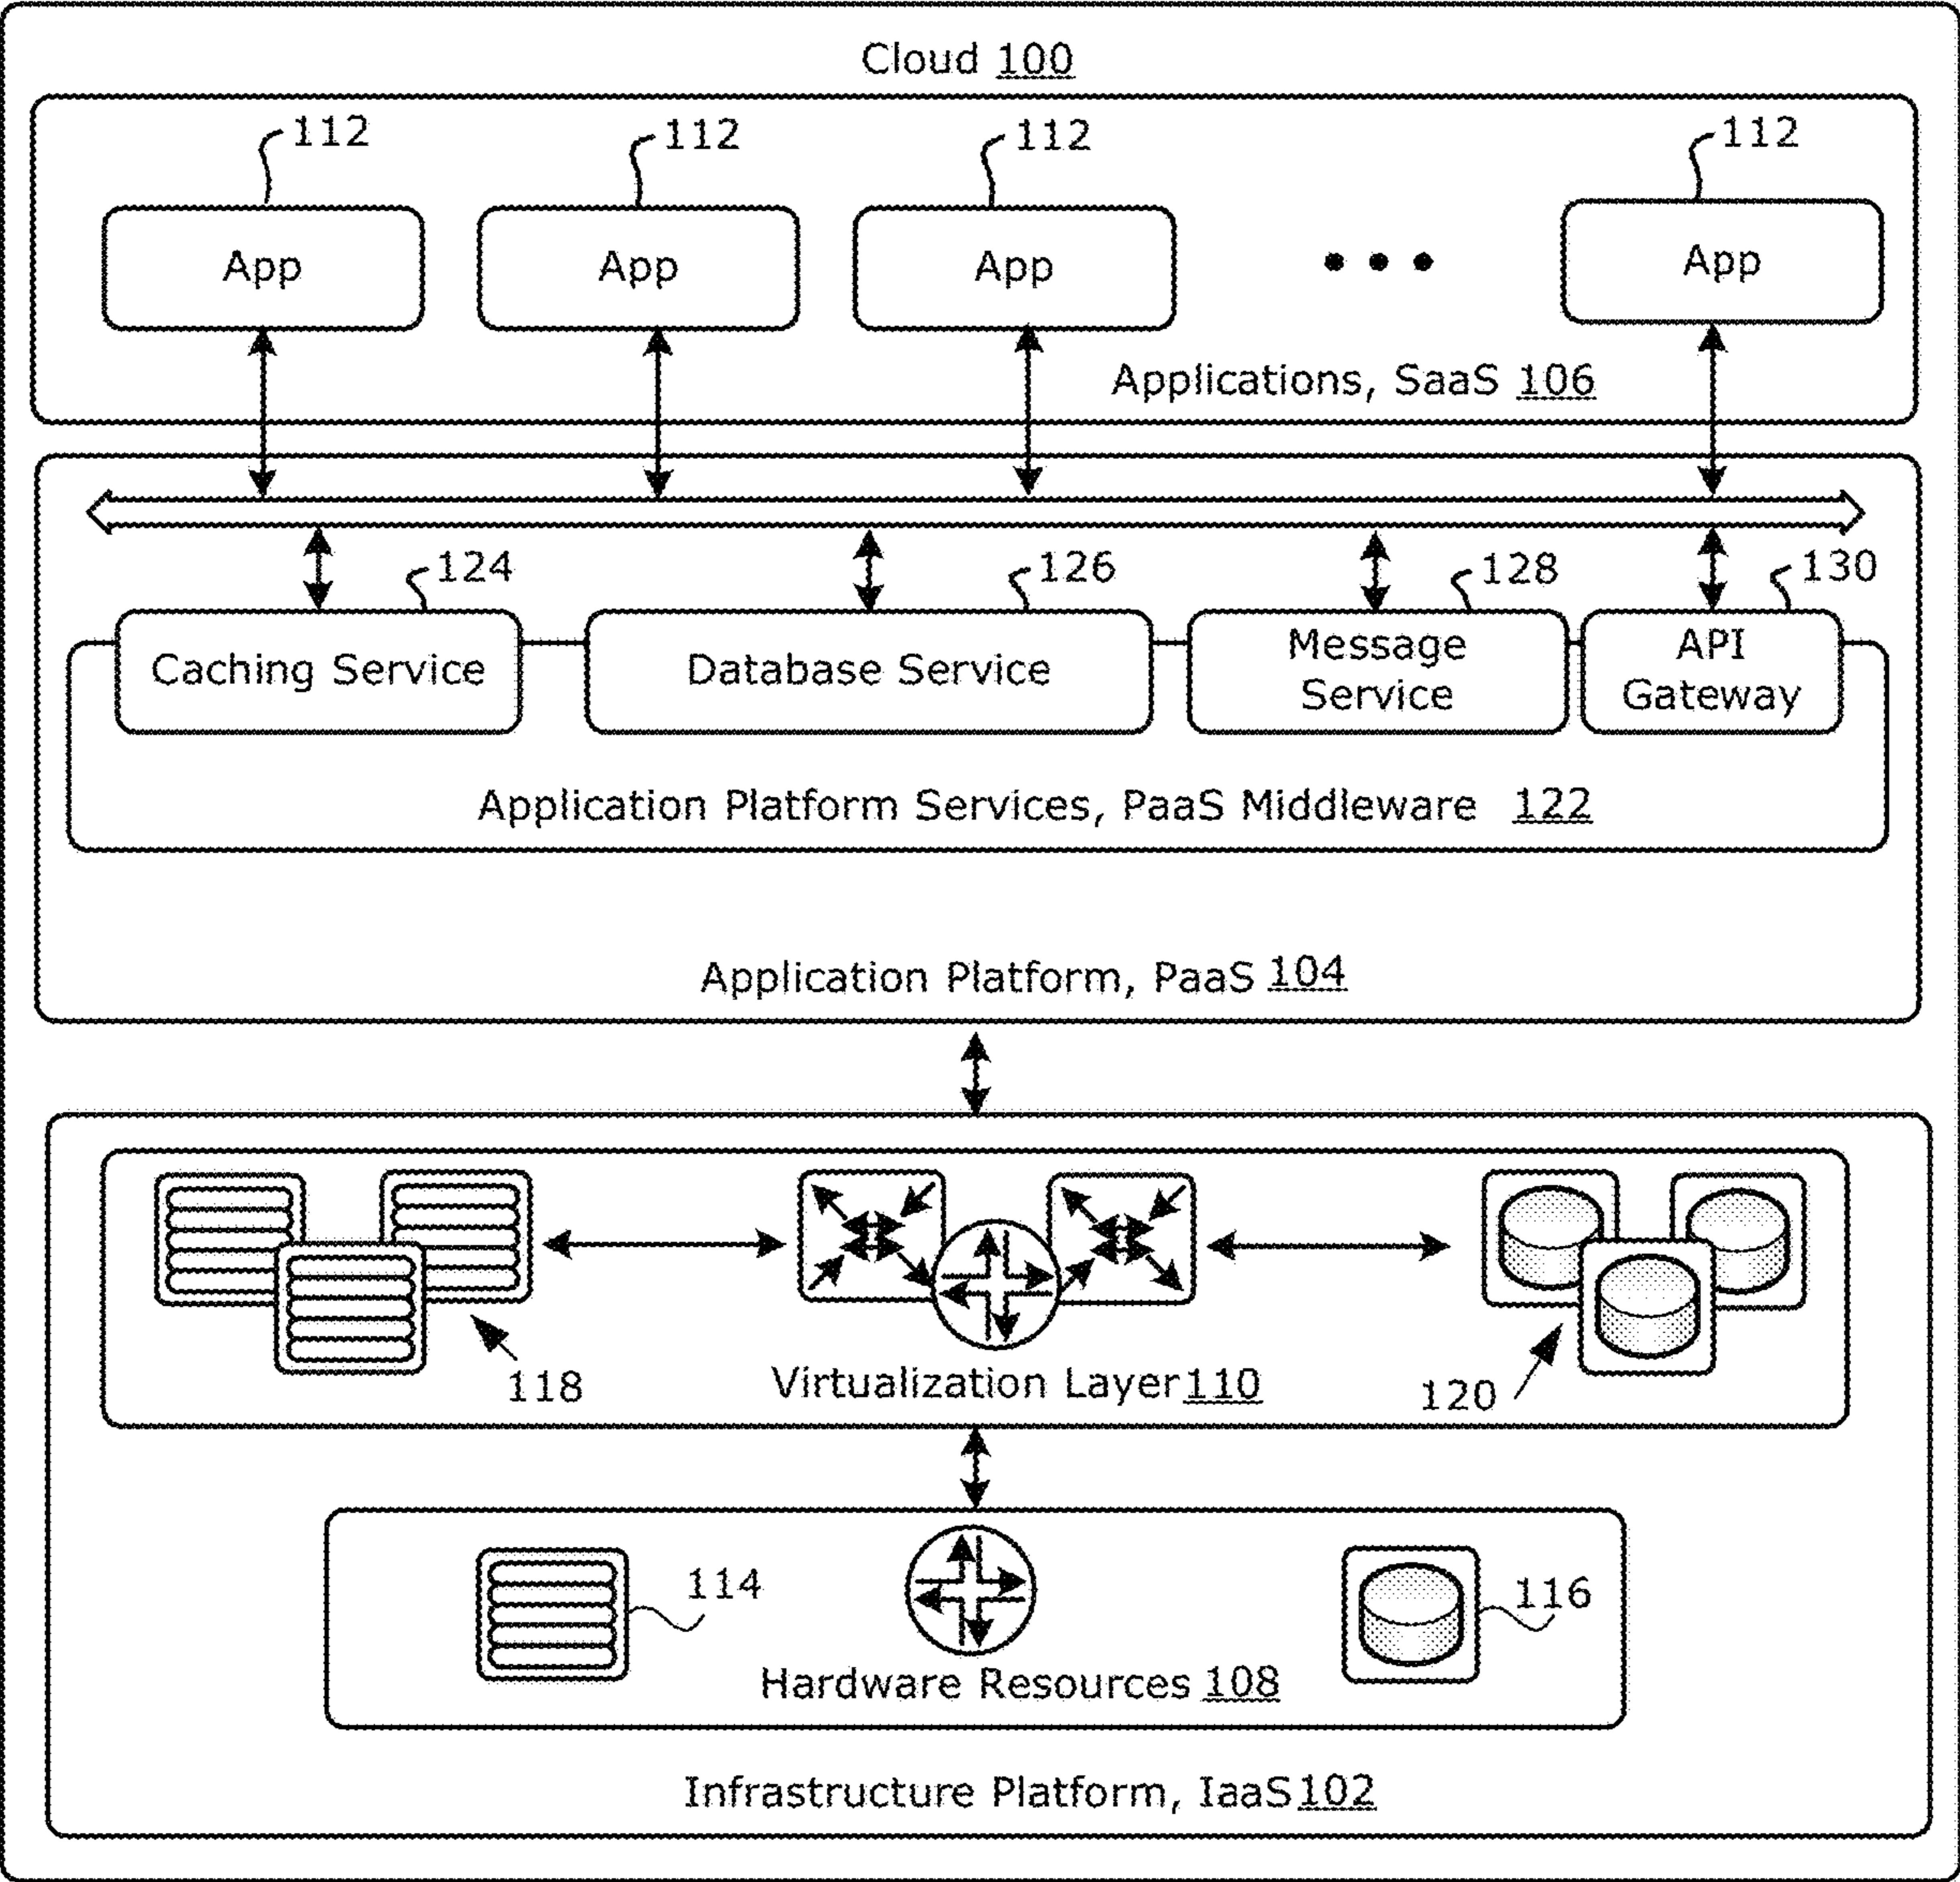 Cloud 100
112
112
112
112
App
App
App
App
Applications, SaaS 106
124
126
128
130
Caching Service
Database Service
Message
Service
API
Gateway
Application Platform Services, PaaS Middleware 122
Application Platform, PaaS 104
118
Virtualization Layer 110
120
114
116
Hardware Resources 108
Infrastructure Platform, IaaS 102